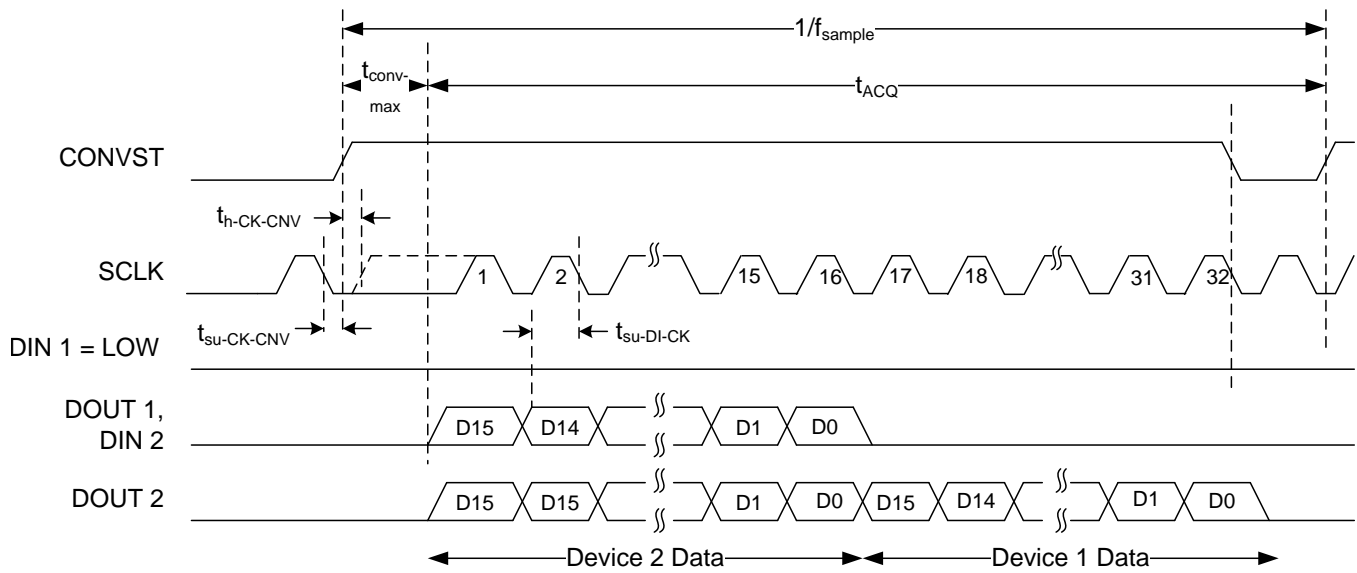 1/fsample
tconv-
max
tACQ
CONVST
th-CK-CNV
SCLK
1 2 15 16 17 18 31 32
tsu-CK-CNV
tsu-DI-CK
DIN 1 = LOW
DOUT 1,
DIN 2
D15 D14 D1 D0
DOUT 2
D15 D15 D1 D0 D15 D14 D1 D0
Device 2 Data Device 1 Data